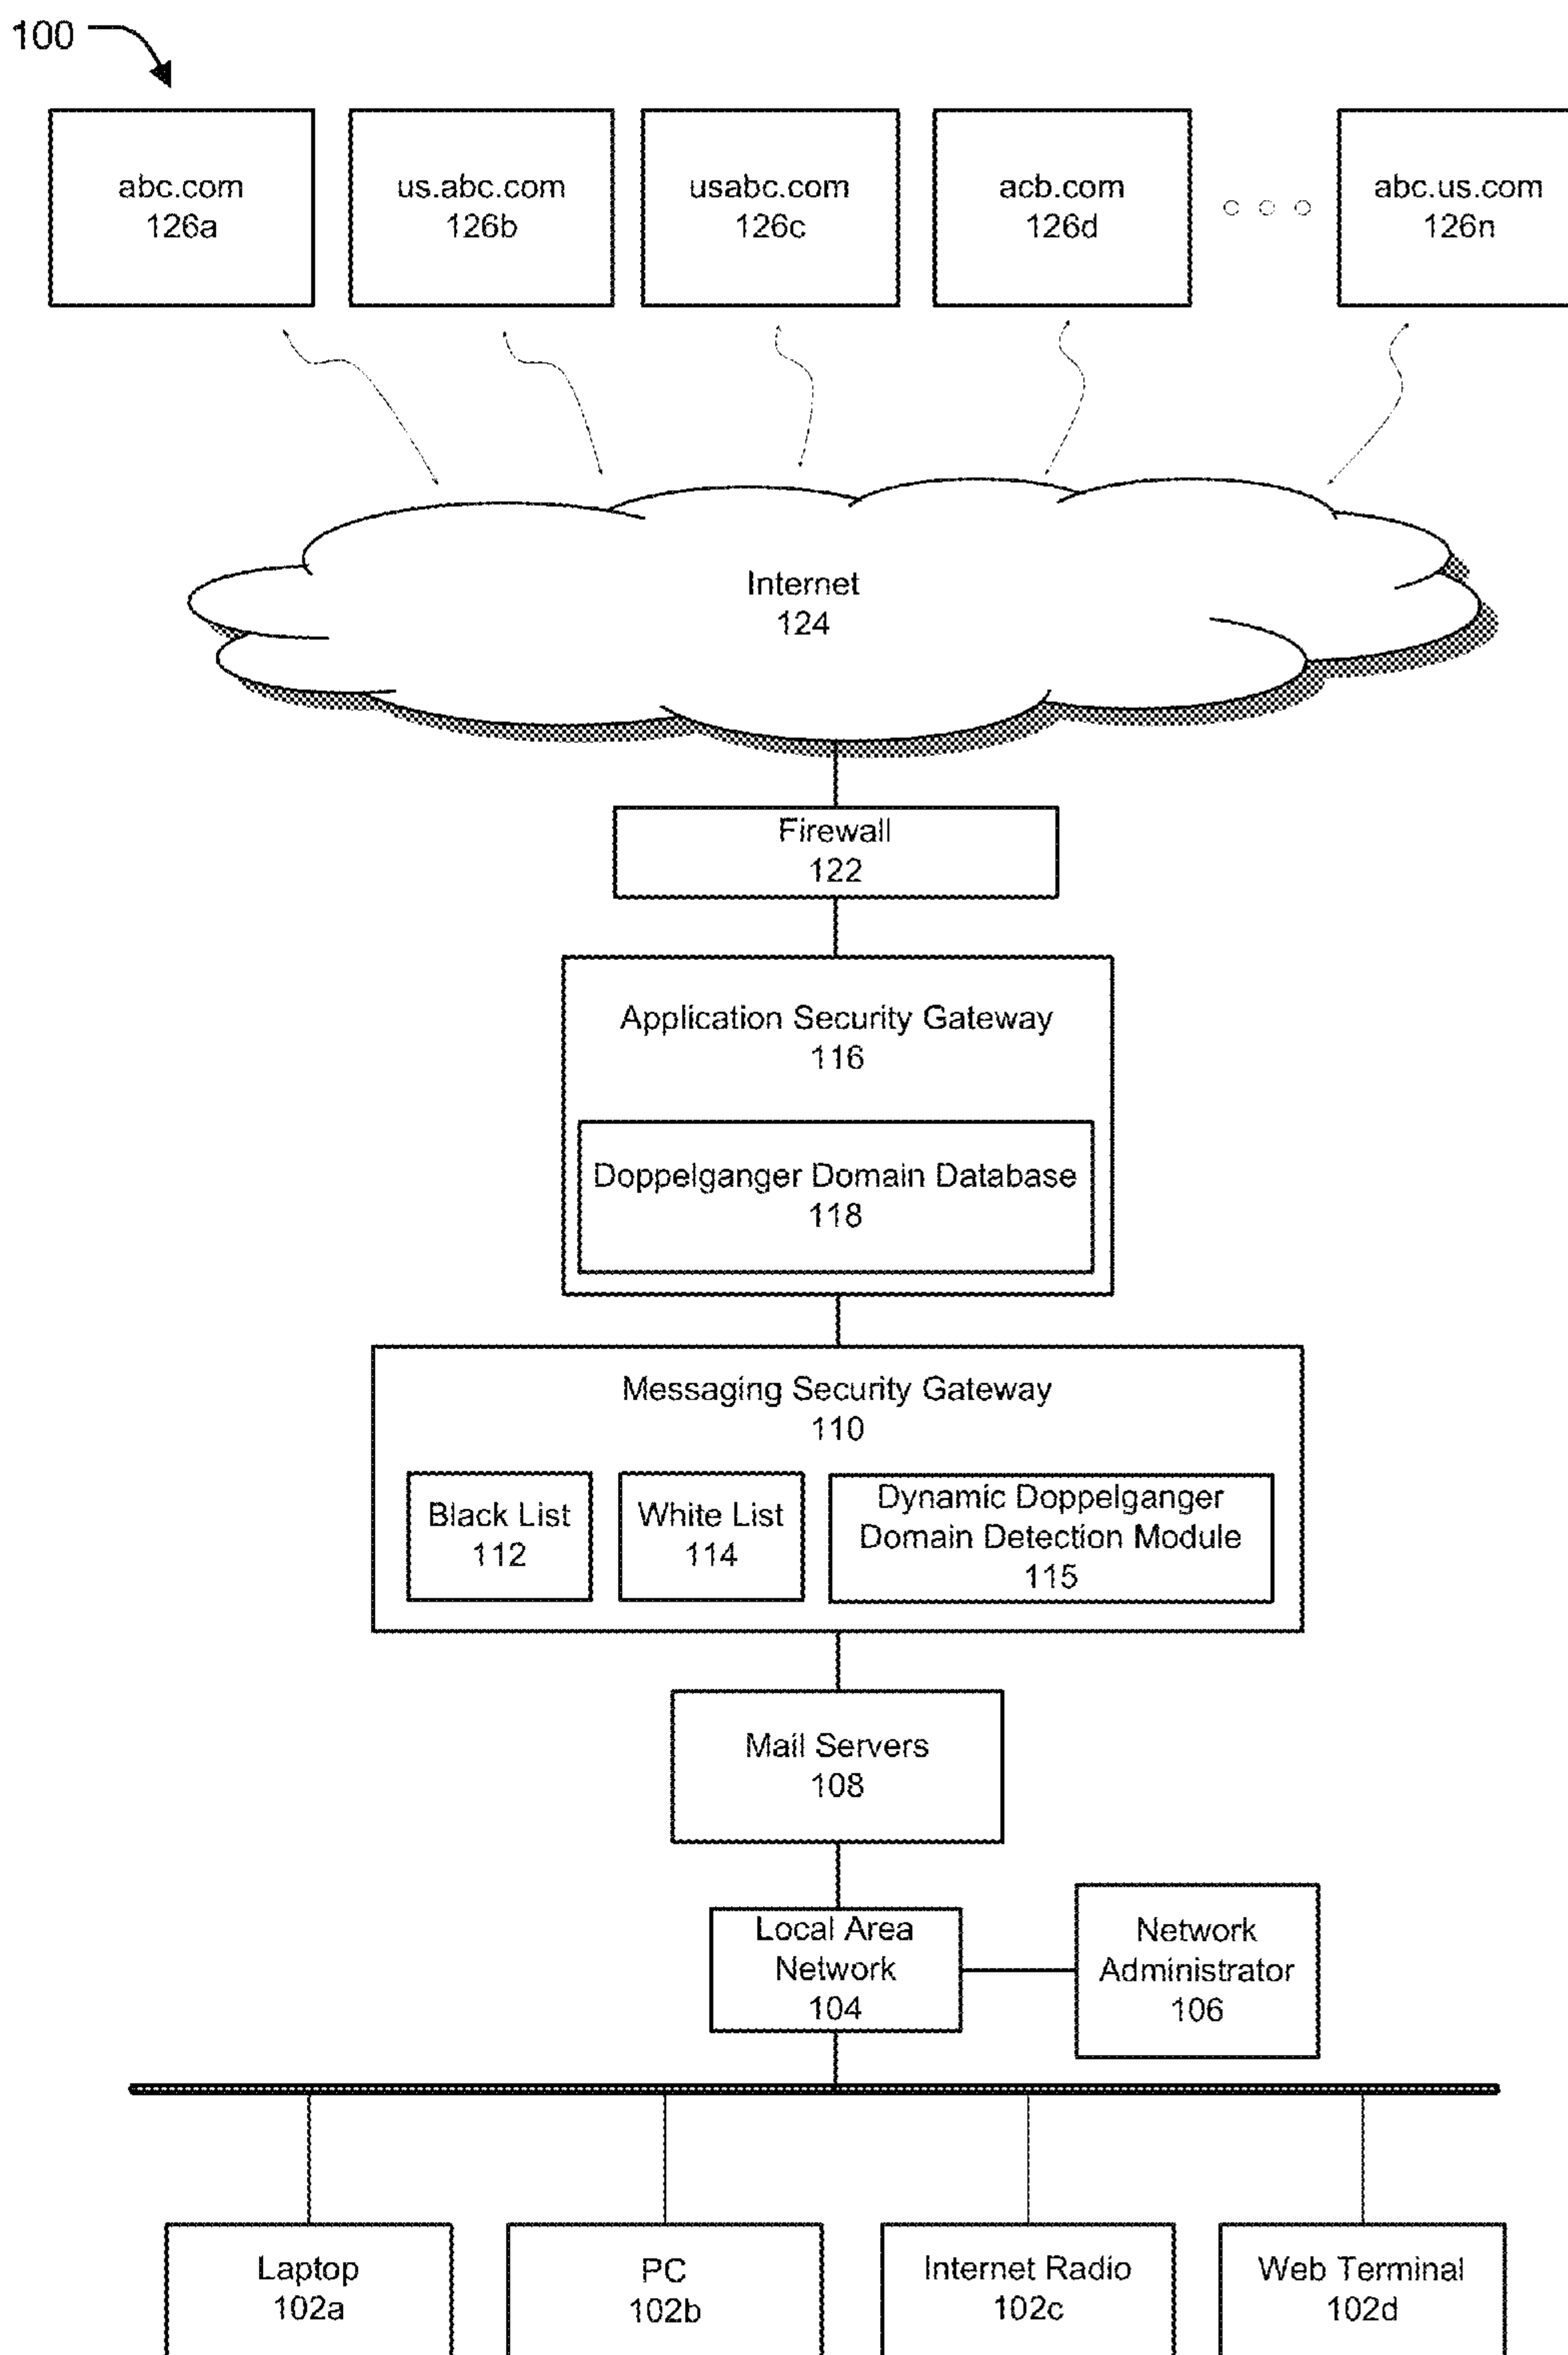 100
abc.com
126a
us.abc.com
126b
usabc.com
126c
acb.com
126d
abc.us.com
126n
Internet
124
Firewall
122
Application Security Gateway
116
Doppelganger Domain Database
118
Messaging Security Gateway
110
Black List
112
White List
114
Dynamic Doppelganger
Domain Detection Module
115
Mail Servers
108
Local Area
Network
104
Network
Administrator
106
Laptop
102a
PC
102b
Internet Radio
102c
Web Terminal
102d